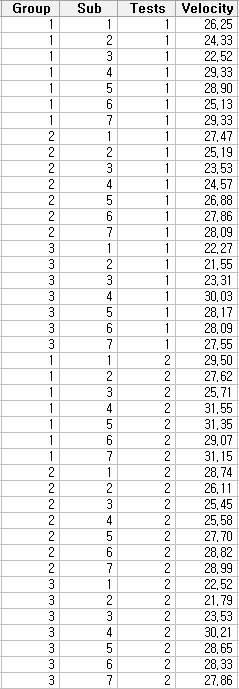 Group Sub Tests Velocity
1 1 1 26,25
1 2 1 24,33
1 3 1 22,52
1 4 1 29,33
1 5 1 28,90
1 6 1 25,13
1 7 1 29,33
2 1 1 27,47
2 2 1 25,19
2 3 1 23,53
2 4 1 24,57
2 5 1 26,88
2 6 1 27,86
2 7 1 28,09
3 1 1 22,27
3 2 1 21,55
3 3 1 23,31
3 4 1 30,03
3 5 1 28,17
3 6 1 28,09
3 7 1 27,55
1 1 2 29,50
1 2 2 27,62
1 3 2 25,71
1 4 2 31,55
1 5 2 31,35
1 6 2 29,07
1 7 2 31,15
2 1 2 28,74
2 2 2 26,11
2 3 2 25,45
2 4 2 25,58
2 5 2 27,70
2 6 2 28,82
2 7 2 28,99
3 1 2 22,52
3 2 2 21,79
3 3 2 23,53
3 4 2 30,21
3 5 2 28,65
3 6 2 28,33
3 7 2 27,86